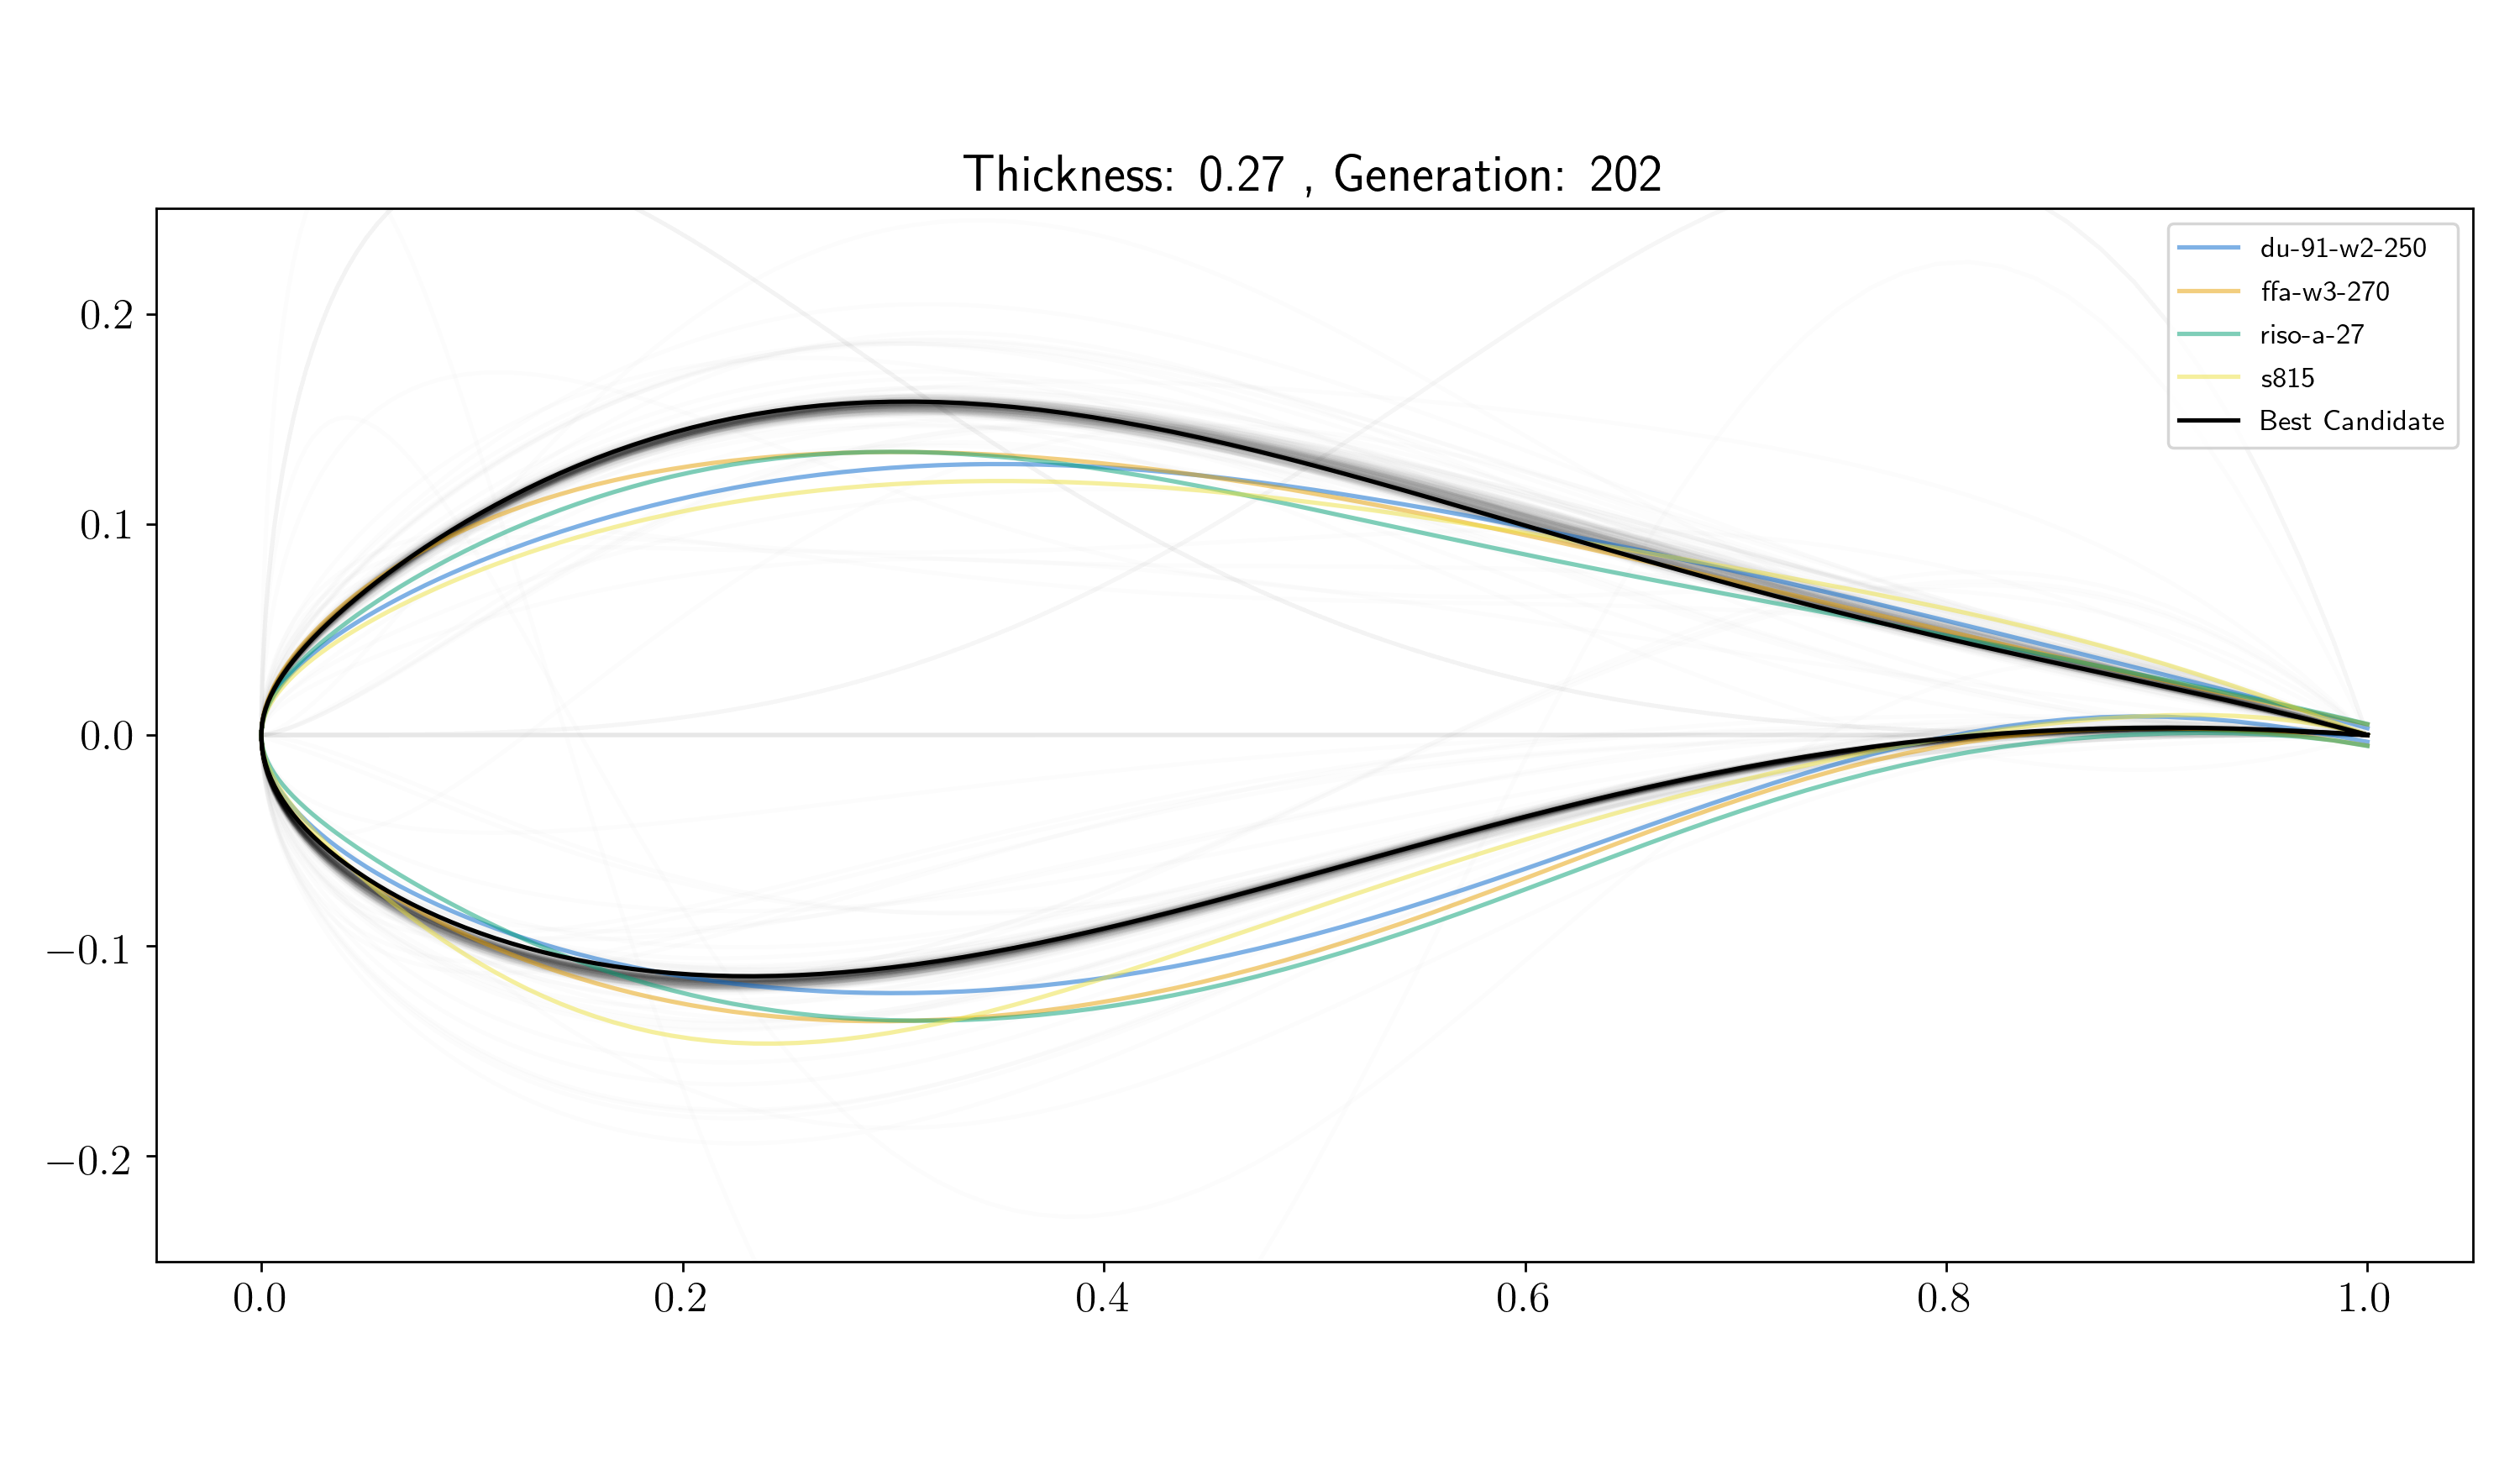 Thickness: 0.27 , Generation: 202
du-91-w2-250
ffa-w3-270
riso-a-27
s815
Best Candidate
0.2
0.1
0.0
−0.1
−0.2
0.0 0.2 0.4 0.6 0.8 1.0